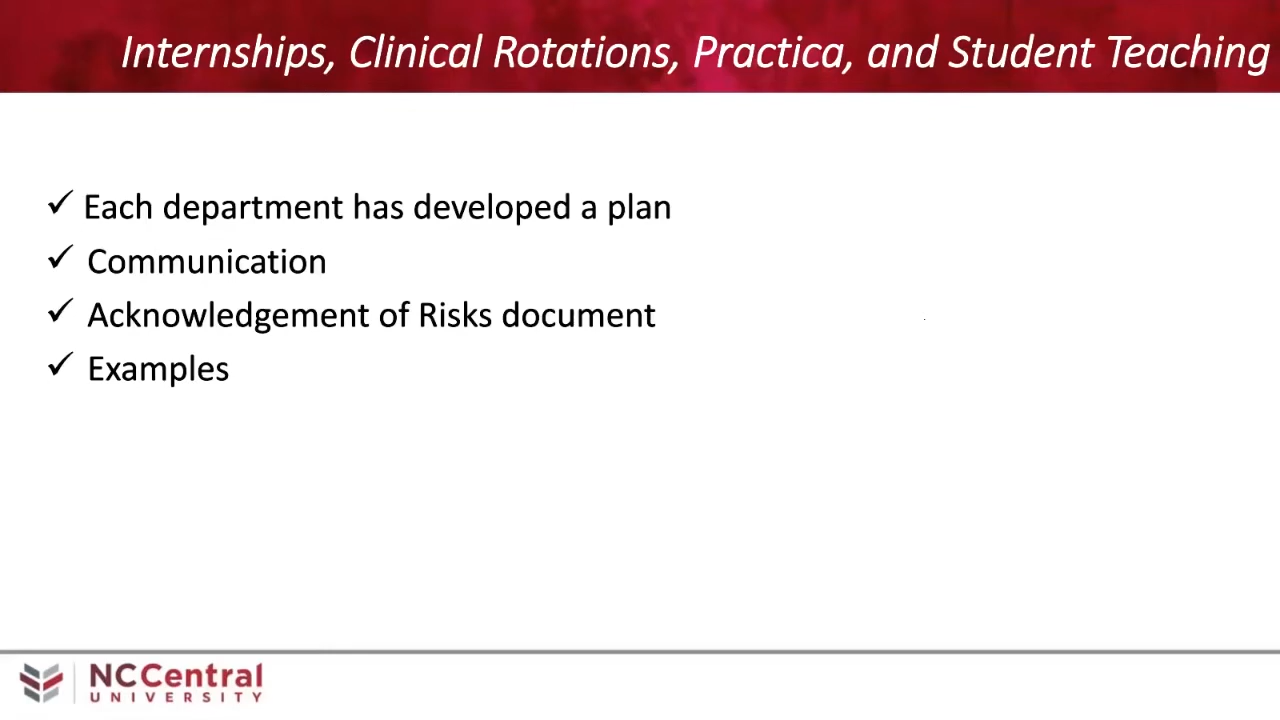 Internships, Clinical Rotations, Practica, and Student Teaching
✓ Each department has developed a plan
✓ Communication
✓ Acknowledgement of Risks document
✓ Examples
NCCentral
UNIVERSITY